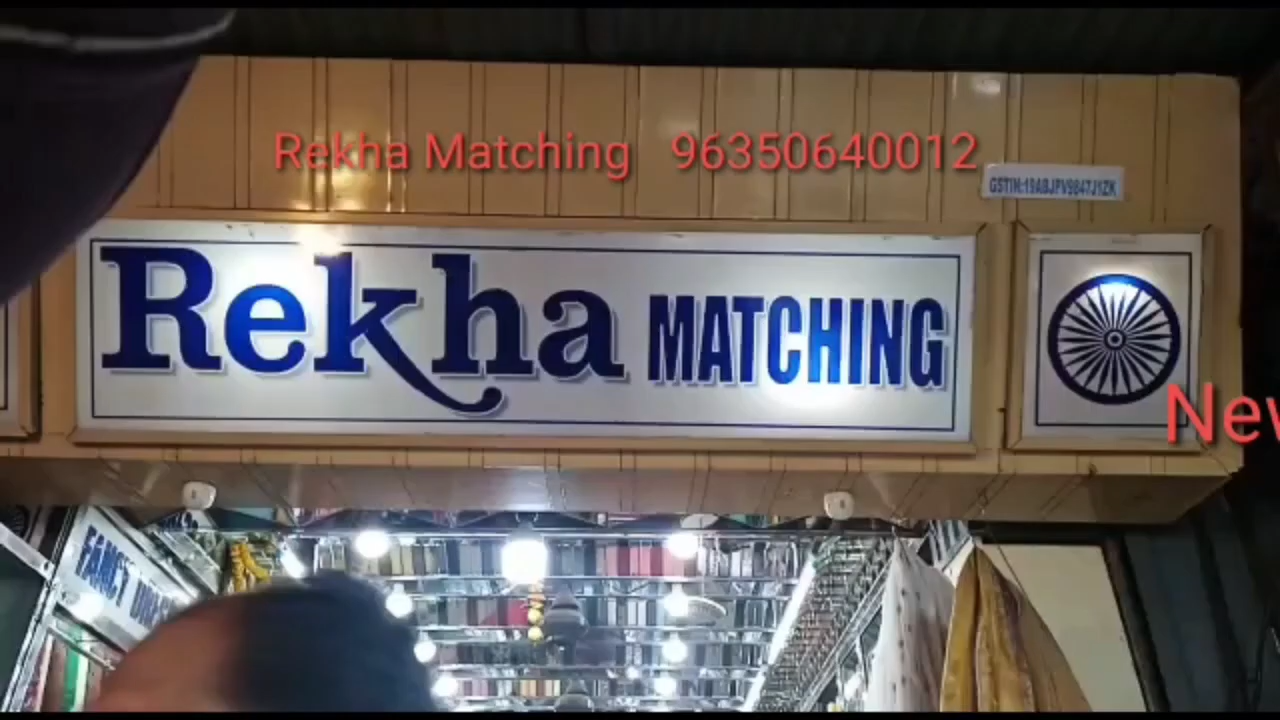 Rekha Matching 96350640012
GSTIN:19ABJPV9847J1ZK
Rekha MATCHING
New
FANCY